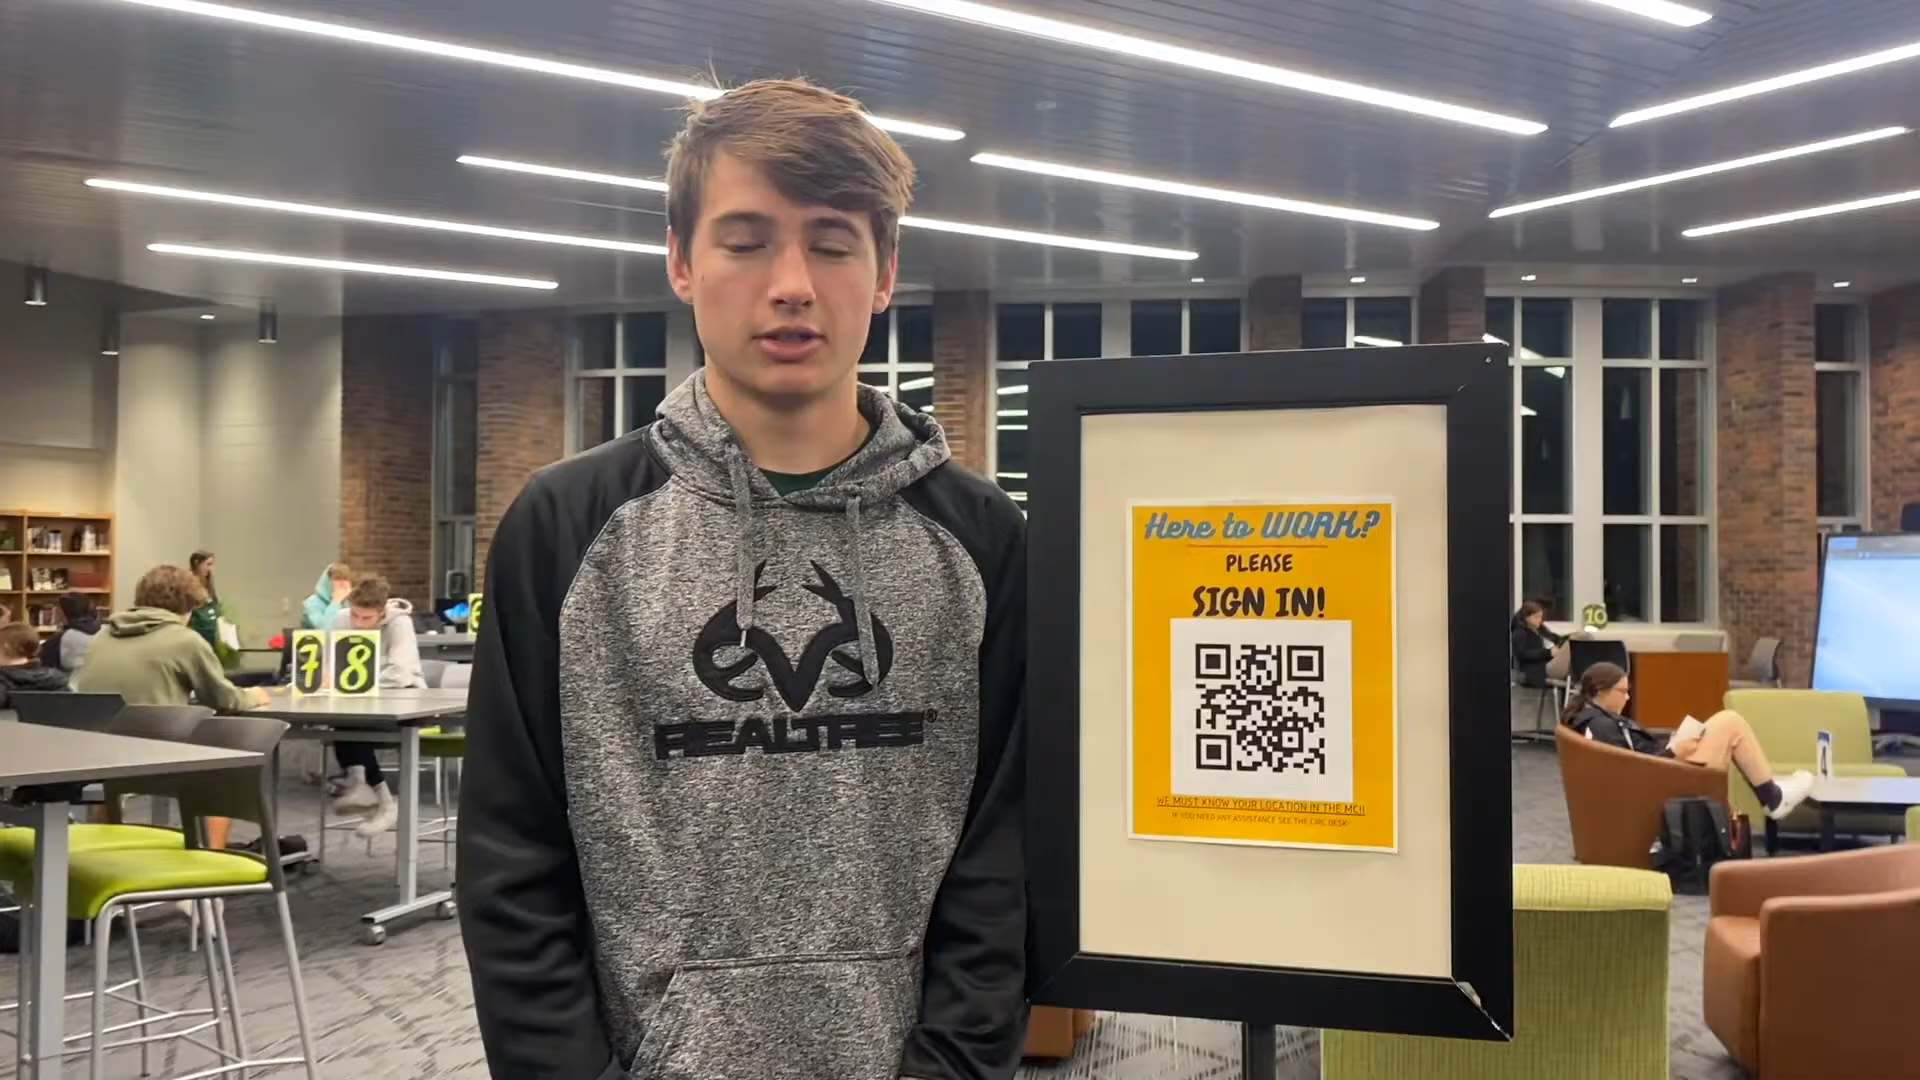 Here to WORK?
PLEASE
SIGN IN!
WE MUST KNOW YOUR LOCATION IN THE MC!!
IF YOU NEED ANY ASSISTANCE SEE THE CIRC DESK
REALTREE®
7
8
10